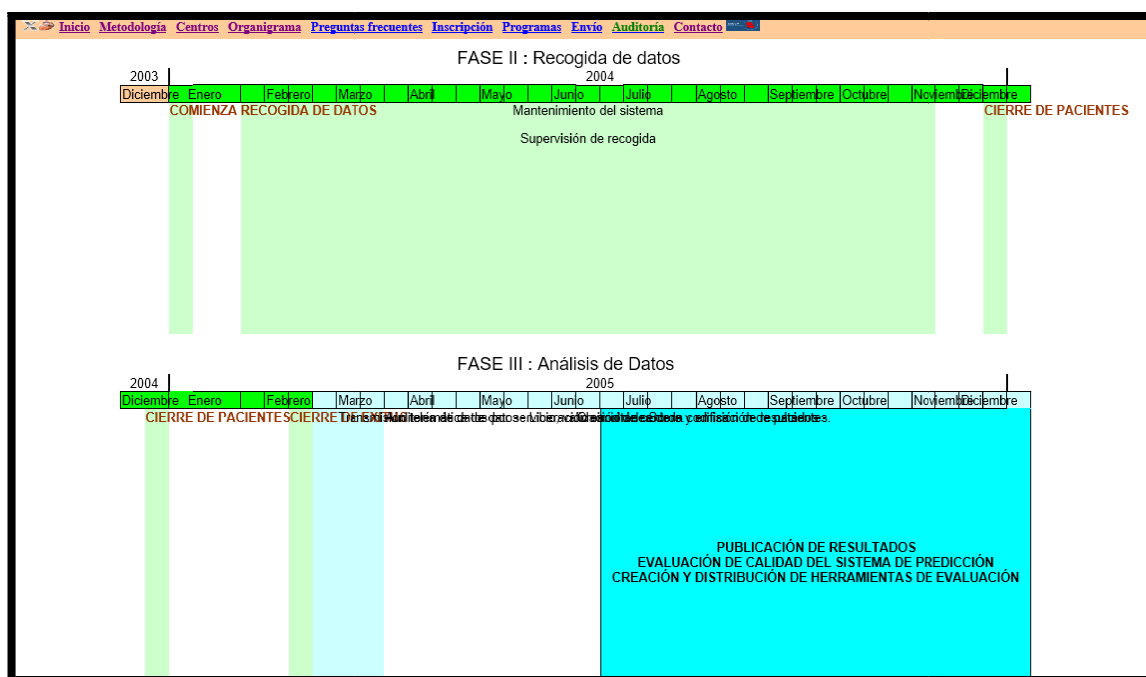 Inicio Metodología Centros Organigrama Preguntas frecuentes Inscripción Programas Envío Auditoría Contacto
FASE II : Recogida de datos
2003 2004
Diciembre Enero Febrero Marzo Abril Mayo Junio Julio Agosto Septiembre Octubre Noviembre Diciembre
COMIENZA RECOGIDA DE DATOS Mantenimiento del sistema CIERRE DE PACIENTES
Supervisión de recogida
FASE III : Análisis de Datos
2004 2005
Diciembre Enero Febrero Marzo Abril Mayo Junio Julio Agosto Septiembre Octubre Noviembre Diciembre
CIERRE DE PACIENTES CIERRE DE
PUBLICACIÓN DE RESULTADOS
EVALUACIÓN DE CALIDAD DEL SISTEMA DE PREDICCIÓN
CREACIÓN Y DISTRIBUCIÓN DE HERRAMIENTAS DE EVALUACIÓN